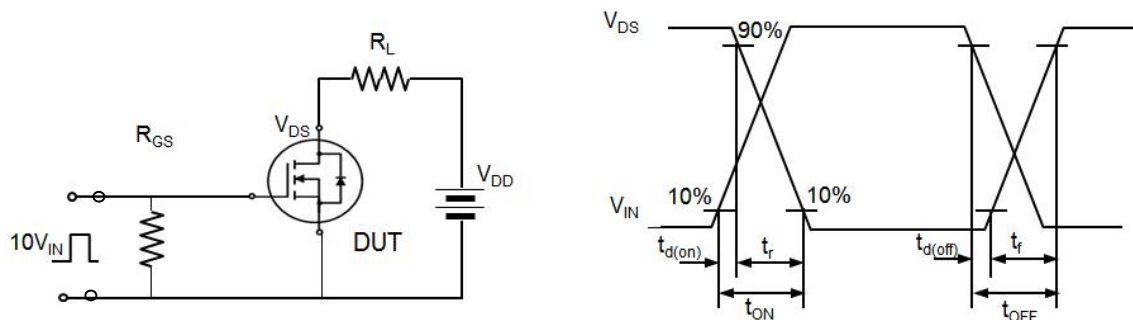 R_L
V_DS
R_GS
V_DD
10V_IN
DUT
V_DS
90%
V_IN
10%
10%
t_d(on)
t_r
t_d(off)
t_f
t_ON
t_OFF